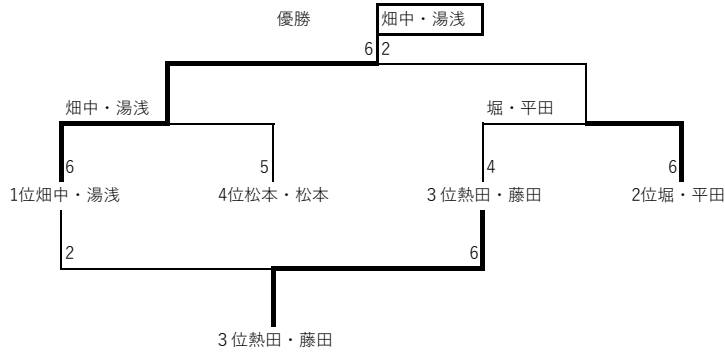 優勝 畑中・湯浅
6 2
畑中・湯浅 堀・平田
6 5 4 6
1位畑中・湯浅 4位松本・松本 3位熱田・藤田 2位堀・平田
2 6
3位熱田・藤田